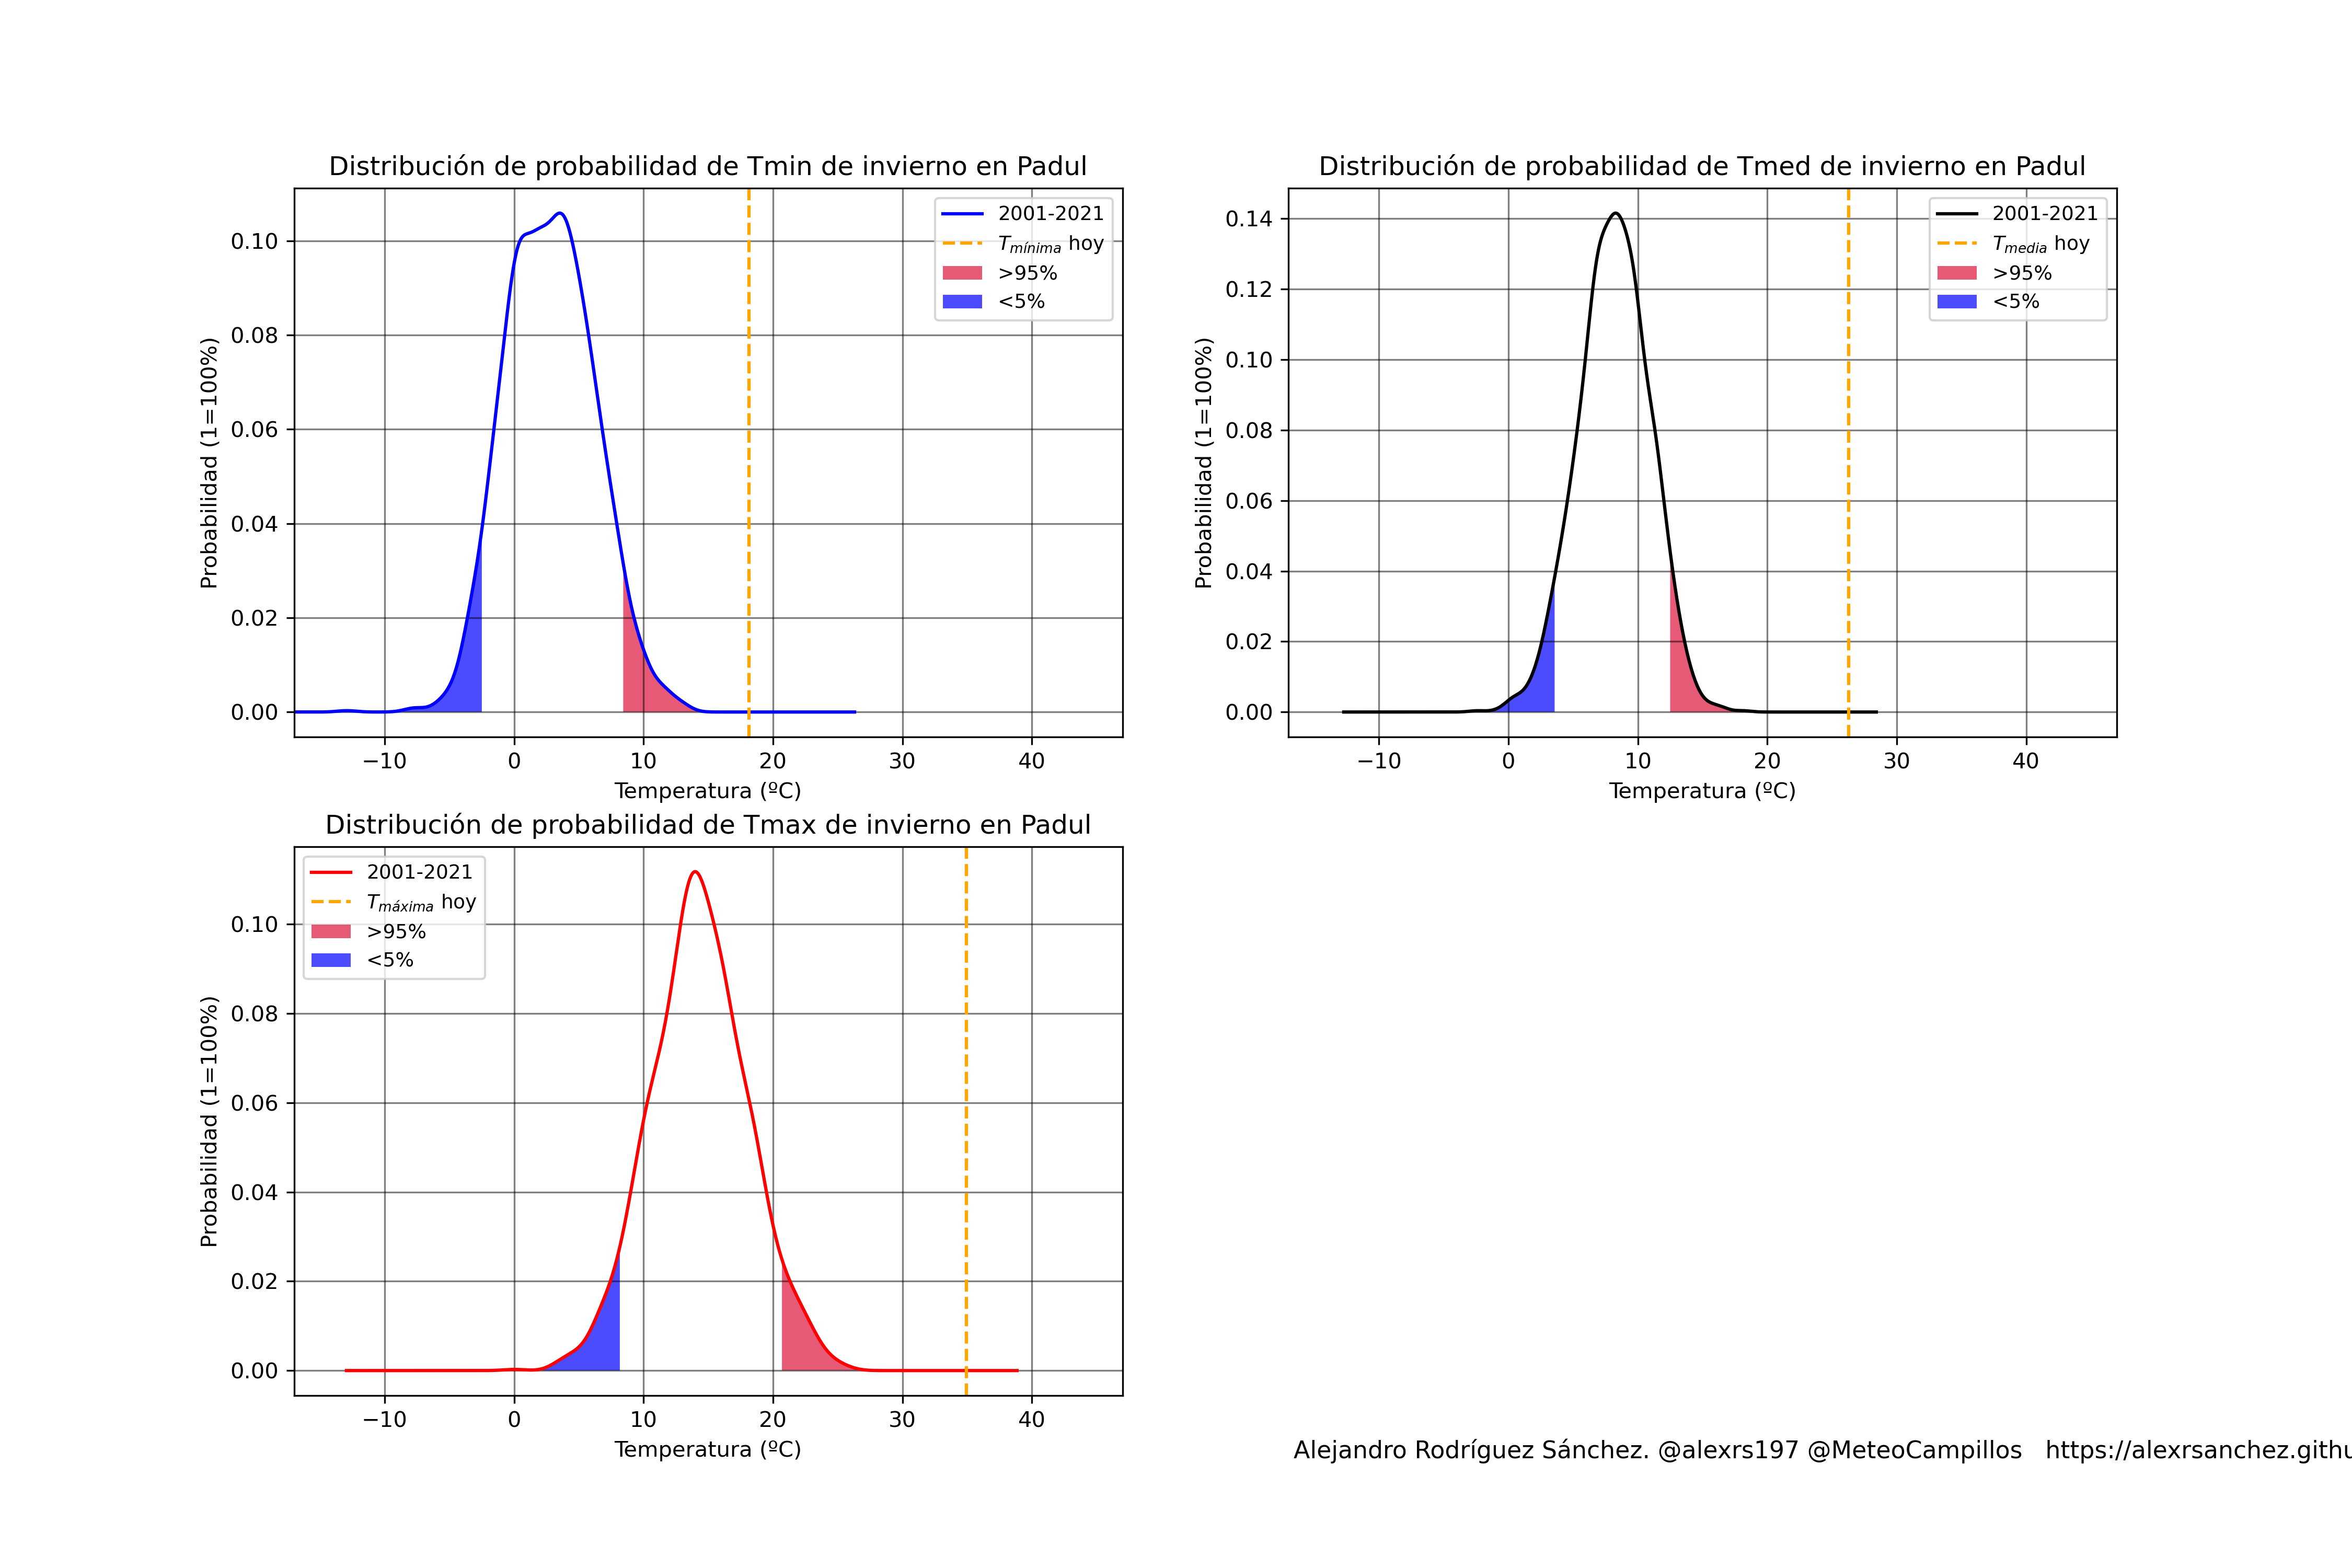 Distribución de probabilidad de Tmin de invierno en Padul
2001-2021
Tmínima hoy
>95%
<5%
Probabilidad (1=100%)
0.10
0.08
0.06
0.04
0.02
0.00
−10 0 10 20 30 40
Temperatura (ºC)
Distribución de probabilidad de Tmed de invierno en Padul
2001-2021
Tmedia hoy
>95%
<5%
Probabilidad (1=100%)
0.14
0.12
0.10
0.08
0.06
0.04
0.02
0.00
−10 0 10 20 30 40
Temperatura (ºC)
Distribución de probabilidad de Tmax de invierno en Padul
2001-2021
Tmáxima hoy
>95%
<5%
Probabilidad (1=100%)
0.10
0.08
0.06
0.04
0.02
0.00
−10 0 10 20 30 40
Temperatura (ºC)
Alejandro Rodríguez Sánchez. @alexrs197 @MeteoCampillos https://alexrsanchez.githu